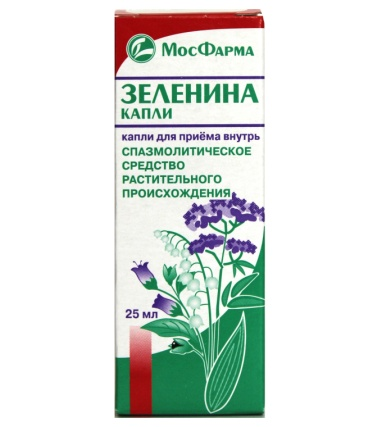 МосФарма
ЗЕЛЕНИНА
КАПЛИ
капли для приёма внутрь
СПАЗМОЛИТИЧЕСКОЕ
СРЕДСТВО
РАСТИТЕЛЬНОГО
ПРОИСХОЖДЕНИЯ
25 мл